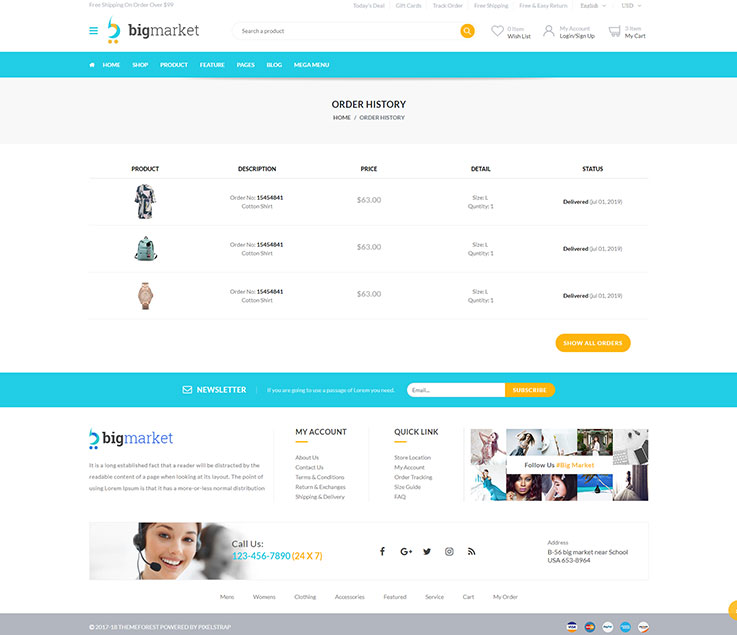 Free Shipping On Order Over $99
Today's Deal
Gift Cards
Track Order
Free Shipping
Free & Easy Return
English
USD
bigmarket
Search a product
0 Item
Wish List
My Account
Login/Sign Up
0 Item
My Cart
HOME
SHOP
PRODUCT
FEATURE
PAGES
BLOG
MEGA MENU
ORDER HISTORY
HOME / ORDER HISTORY
PRODUCT DESCRIPTION PRICE DETAIL STATUS
Order No: 15454841
Cotton Shirt
$63.00
Size: L
Quntity: 1
Delivered (jul 01, 2019)
Order No: 15454841
Cotton Shirt
$63.00
Size: L
Quntity: 1
Delivered (jul 01, 2019)
Order No: 15454841
Cotton Shirt
$63.00
Size: L
Quntity: 1
Delivered (jul 01, 2019)
SHOW ALL ORDERS
NEWSLETTER
If you are going to use a passage of Lorem you need.
Email...
SUBSCRIBE
bigmarket
It is a long established fact that a reader will be distracted by the
readable content of a page when looking at its layout. The point of
using Lorem Ipsum is that it has a more-or-less normal distribution
MY ACCOUNT
About Us
Contact Us
Terms & Conditions
Return & Exchanges
Shipping & Delivery
QUICK LINK
Store Location
My Account
Order Tracking
Size Guide
FAQ
Follow Us #Big Market
Call Us:
123-456-7890 (24 X 7)
G+
Address
B-56 big market near School
USA 653-8964
Mens
Womens
Clothing
Accessories
Featured
Service
Cart
My Order
© 2017-18 THEMEFOREST POWERED BY PIXELSTRAP
VISA